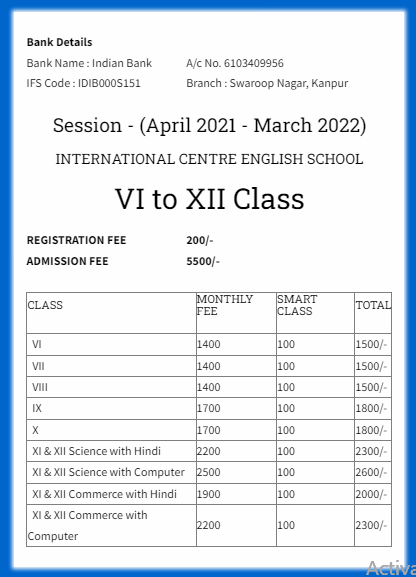 Bank Details
Bank Name : Indian Bank A/c No. 6103409956
IFS Code : IDIB000S151 Branch : Swaroop Nagar, Kanpur
Session - (April 2021 - March 2022)
INTERNATIONAL CENTRE ENGLISH SCHOOL
VI to XII Class
REGISTRATION FEE 200/-
ADMISSION FEE 5500/-
CLASS MONTHLY FEE SMART CLASS TOTAL
VI 1400 100 1500/-
VII 1400 100 1500/-
VIII 1400 100 1500/-
IX 1700 100 1800/-
X 1700 100 1800/-
XI & XII Science with Hindi 2200 100 2300/-
XI & XII Science with Computer 2500 100 2600/-
XI & XII Commerce with Hindi 1900 100 2000/-
XI & XII Commerce with Computer 2200 100 2300/-
Activa